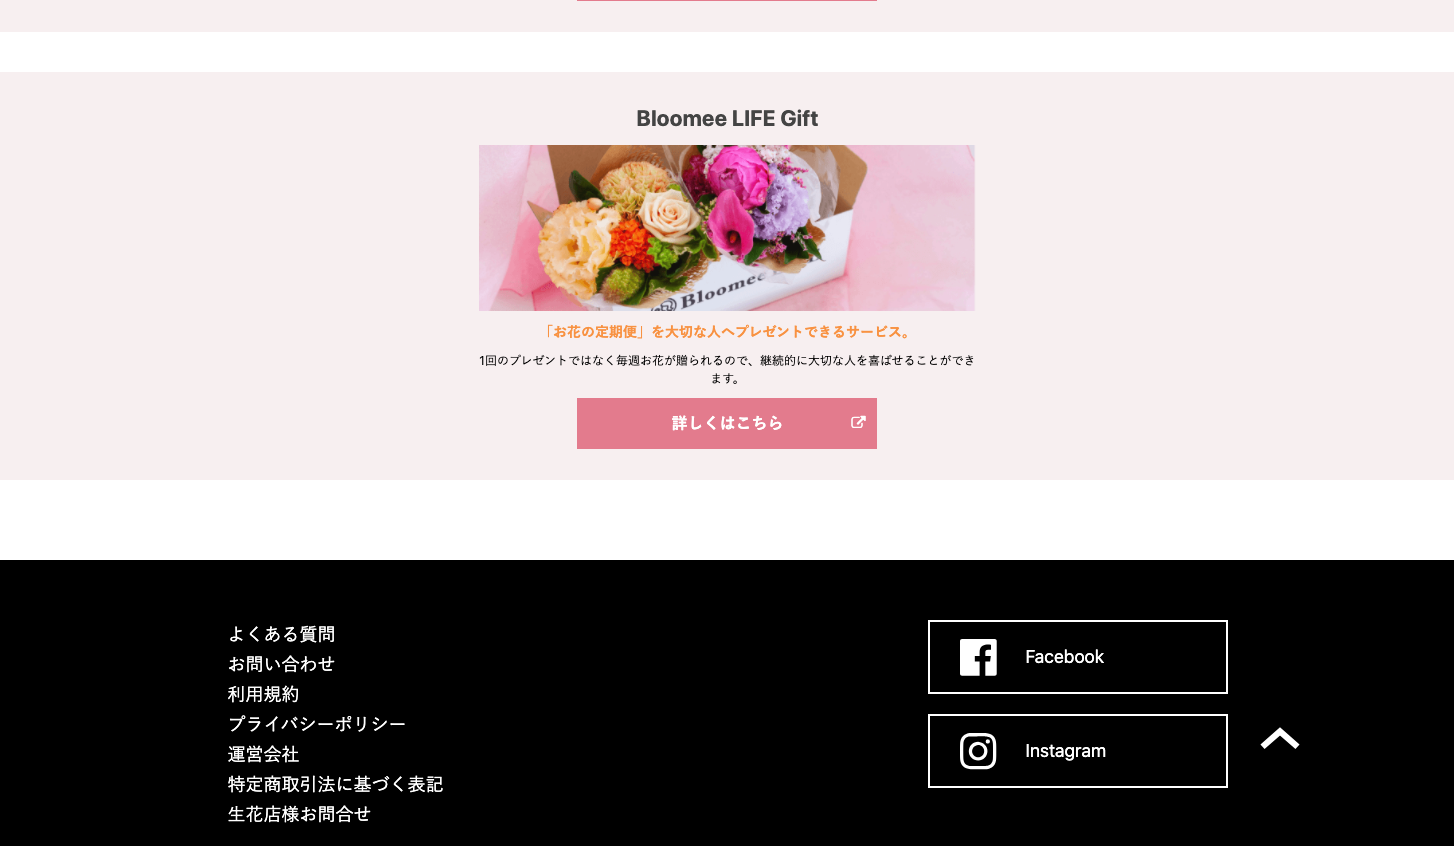 Bloomee LIFE Gift
Bloomee
「お花の定期便」を大切な人へプレゼントできるサービス。
1回のプレゼントではなく毎週お花が贈られるので、継続的に大切な人を喜ばせることができ
ます。
詳しくはこちら
よくある質問
お問い合わせ
利用規約
プライバシーポリシー
運営会社
特定商取引法に基づく表記
生花店様お問合せ
Facebook
Instagram